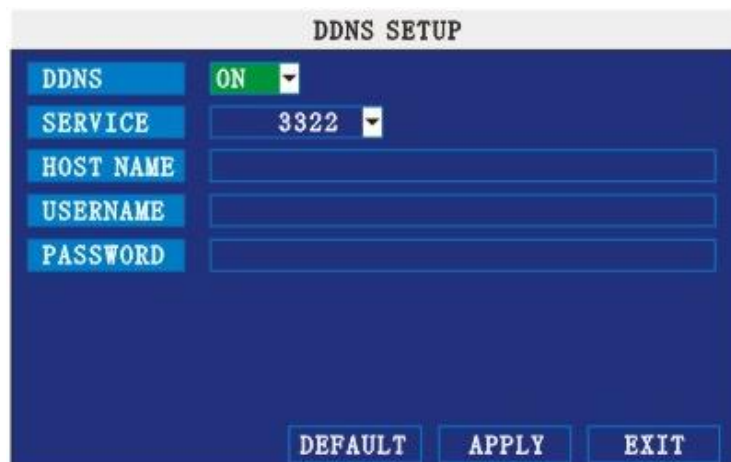 DDNS SETUP
DDNS ON
SERVICE 3322
HOST NAME
USERNAME
PASSWORD
DEFAULT APPLY EXIT